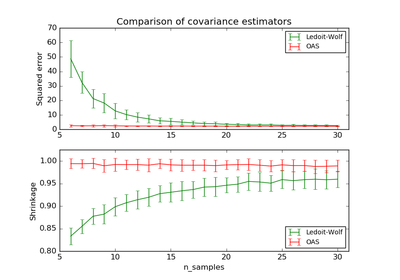 Comparison of covariance estimators
70
60
50
40
30
20
10
0
Squared error
Ledoit-Wolf
OAS
5 10 15 20 25 30
1.00
0.95
0.90
0.85
0.80
Shrinkage
Ledoit-Wolf
OAS
5 10 15 20 25 30
n_samples